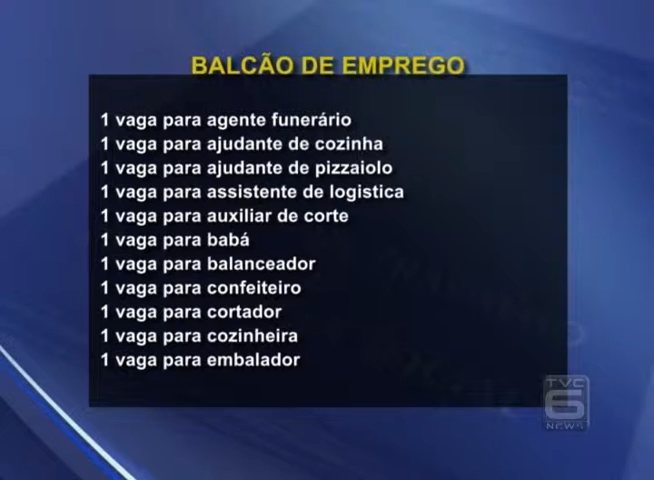 BALCÃO DE EMPREGO
1 vaga para agente funerário
1 vaga para ajudante de cozinha
1 vaga para ajudante de pizzaiolo
1 vaga para assistente de logistica
1 vaga para auxiliar de corte
1 vaga para babá
1 vaga para balanceador
1 vaga para confeiteiro
1 vaga para cortador
1 vaga para cozinheira
1 vaga para embalador
TVC
6
NEWS